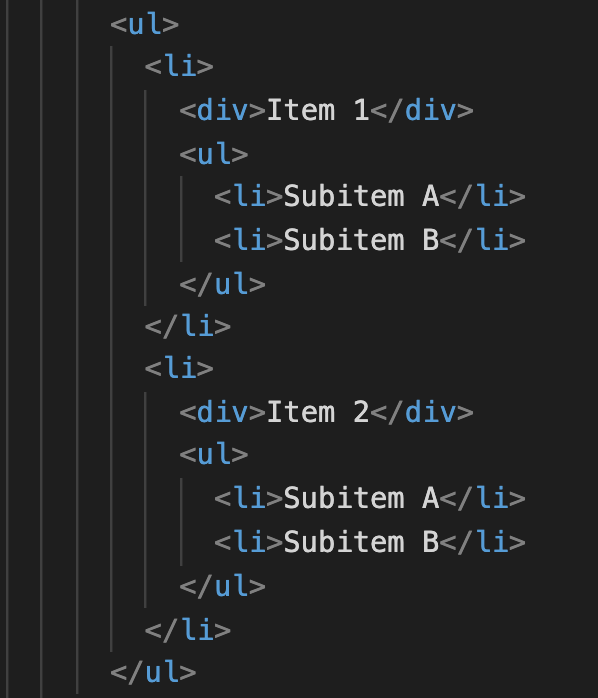 <ul>
<li>
<div>Item 1</div>
<ul>
<li>Subitem A</li>
<li>Subitem B</li>
</ul>
</li>
<li>
<div>Item 2</div>
<ul>
<li>Subitem A</li>
<li>Subitem B</li>
</ul>
</li>
</ul>